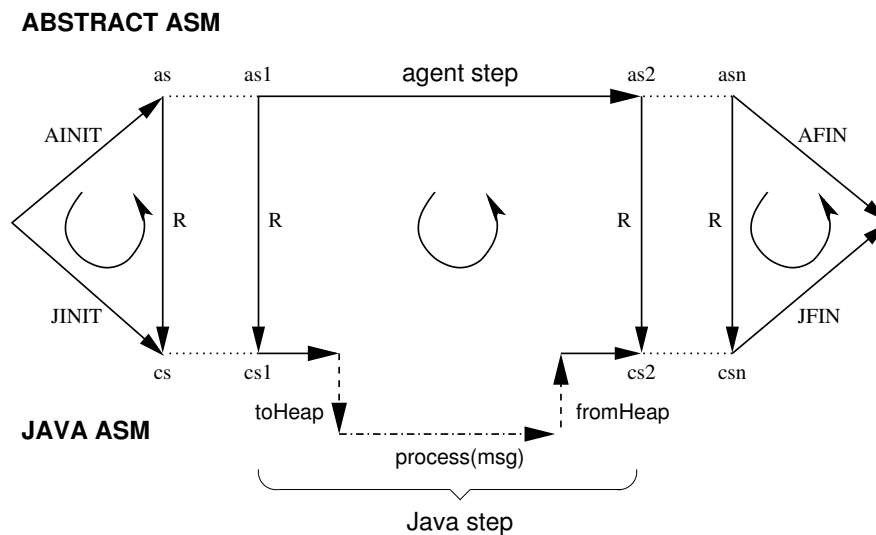 ABSTRACT ASM
as as1 agent step as2 asn
AINIT AFIN
R R R R
JINIT JFIN
cs cs1 cs2 csn
toHeap fromHeap
JAVA ASM
process(msg)
Java step